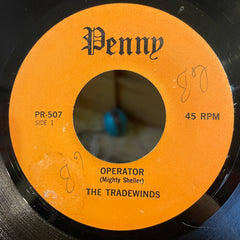 Penny
PR-507
SIDE 1
45 RPM
OPERATOR
(Mighty Sheller)
THE TRADEWINDS